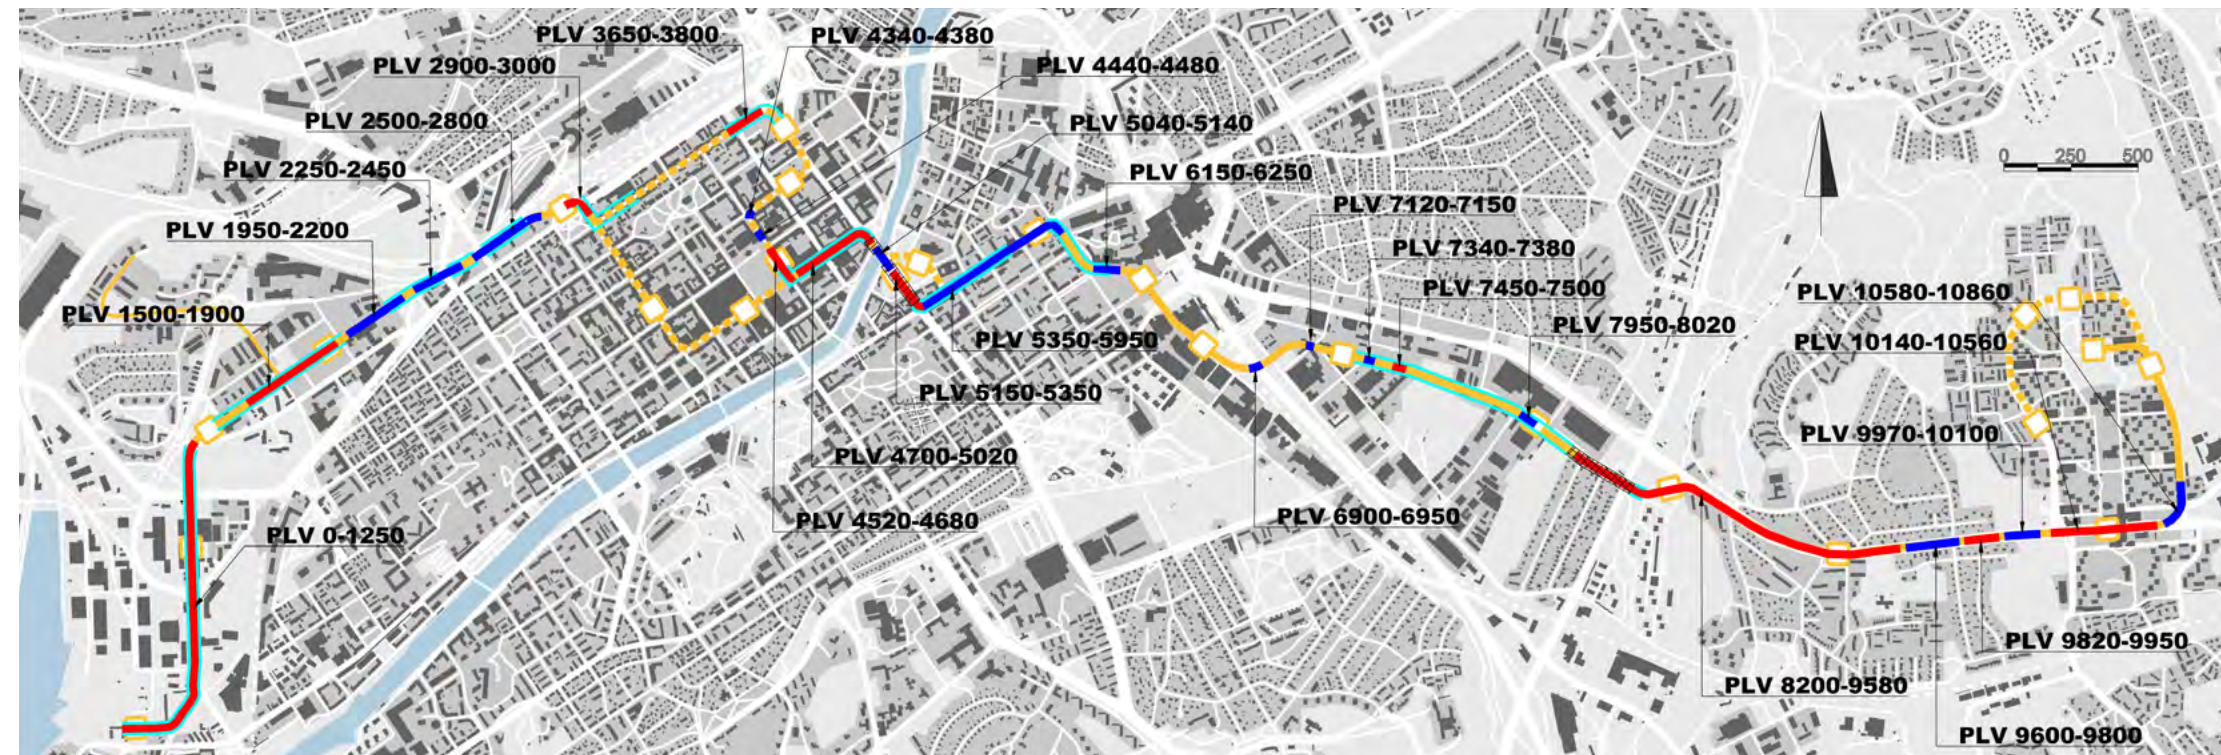 PLV 3650-3800
PLV 4340-4380
PLV 2900-3000
PLV 4440-4480
PLV 2500-2800
PLV 5040-5140
PLV 2250-2450
PLV 6150-6250
0 250 500
PLV 1950-2200
PLV 7120-7150
PLV 7340-7380
PLV 1500-1900
PLV 7450-7500
PLV 10580-10860
PLV 7950-8020
PLV 5350-5950
PLV 10140-10560
PLV 5150-5350
PLV 9970-10100
PLV 4700-5020
PLV 4520-4680
PLV 6900-6950
PLV 0-1250
PLV 9820-9950
PLV 8200-9580
PLV 9600-9800